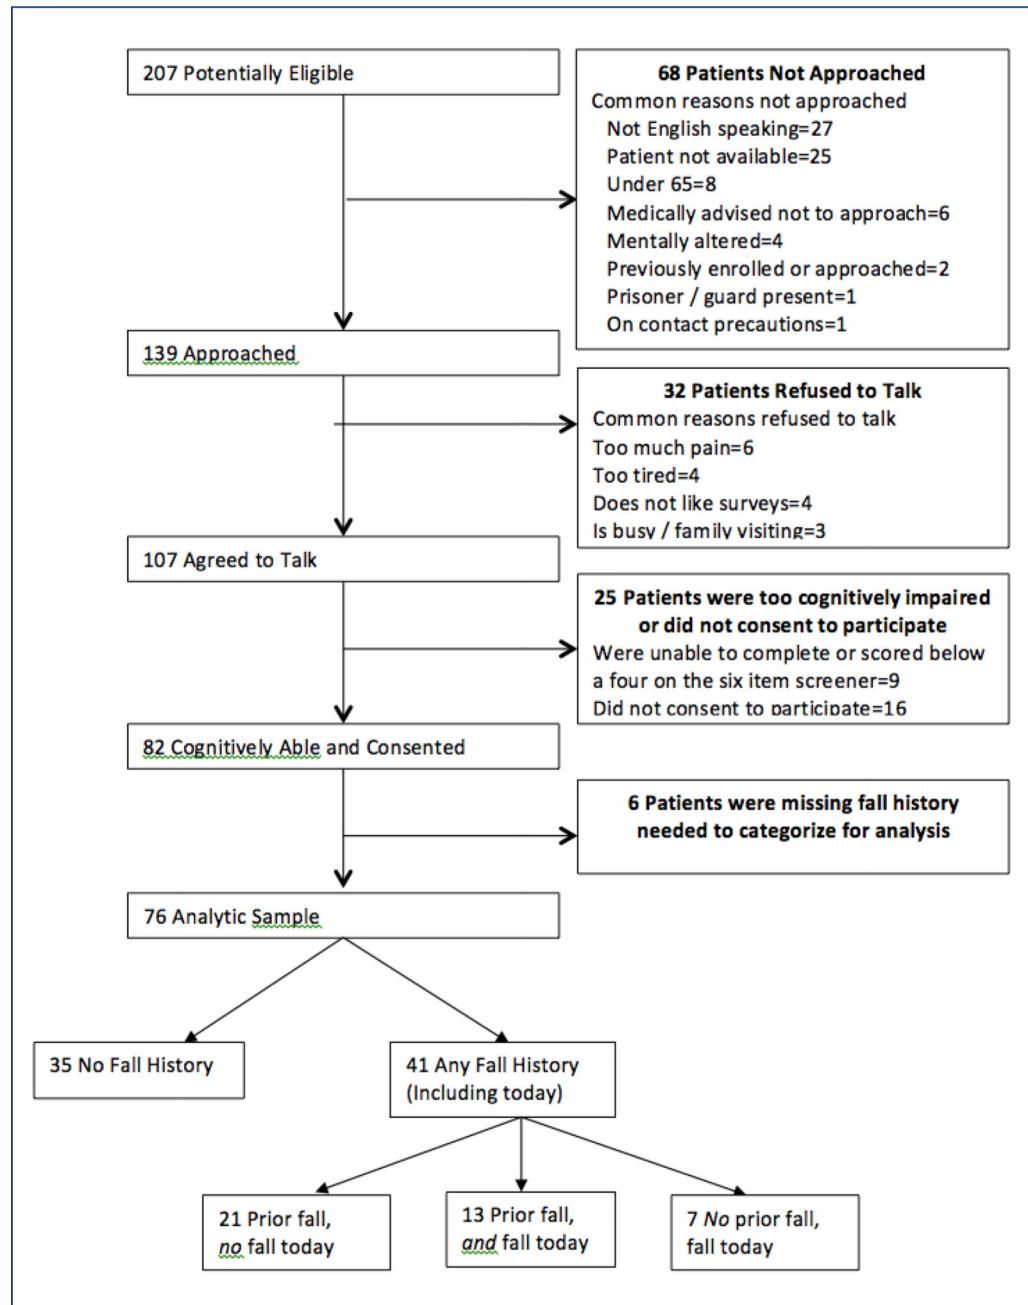 207 Potentially Eligible
68 Patients Not Approached
Common reasons not approached
Not English speaking=27
Patient not available=25
Under 65=8
Medically advised not to approach=6
Mentally altered=4
Previously enrolled or approached=2
Prisoner / guard present=1
On contact precautions=1
139 Approached
32 Patients Refused to Talk
Common reasons refused to talk
Too much pain=6
Too tired=4
Does not like surveys=4
Is busy / family visiting=3
107 Agreed to Talk
25 Patients were too cognitively impaired
or did not consent to participate
Were unable to complete or scored below
a four on the six item screener=9
Did not consent to participate=16
82 Cognitively Able and Consented
6 Patients were missing fall history
needed to categorize for analysis
76 Analytic Sample
35 No Fall History
41 Any Fall History
(Including today)
21 Prior fall,
no fall today
13 Prior fall,
and fall today
7 No prior fall,
fall today